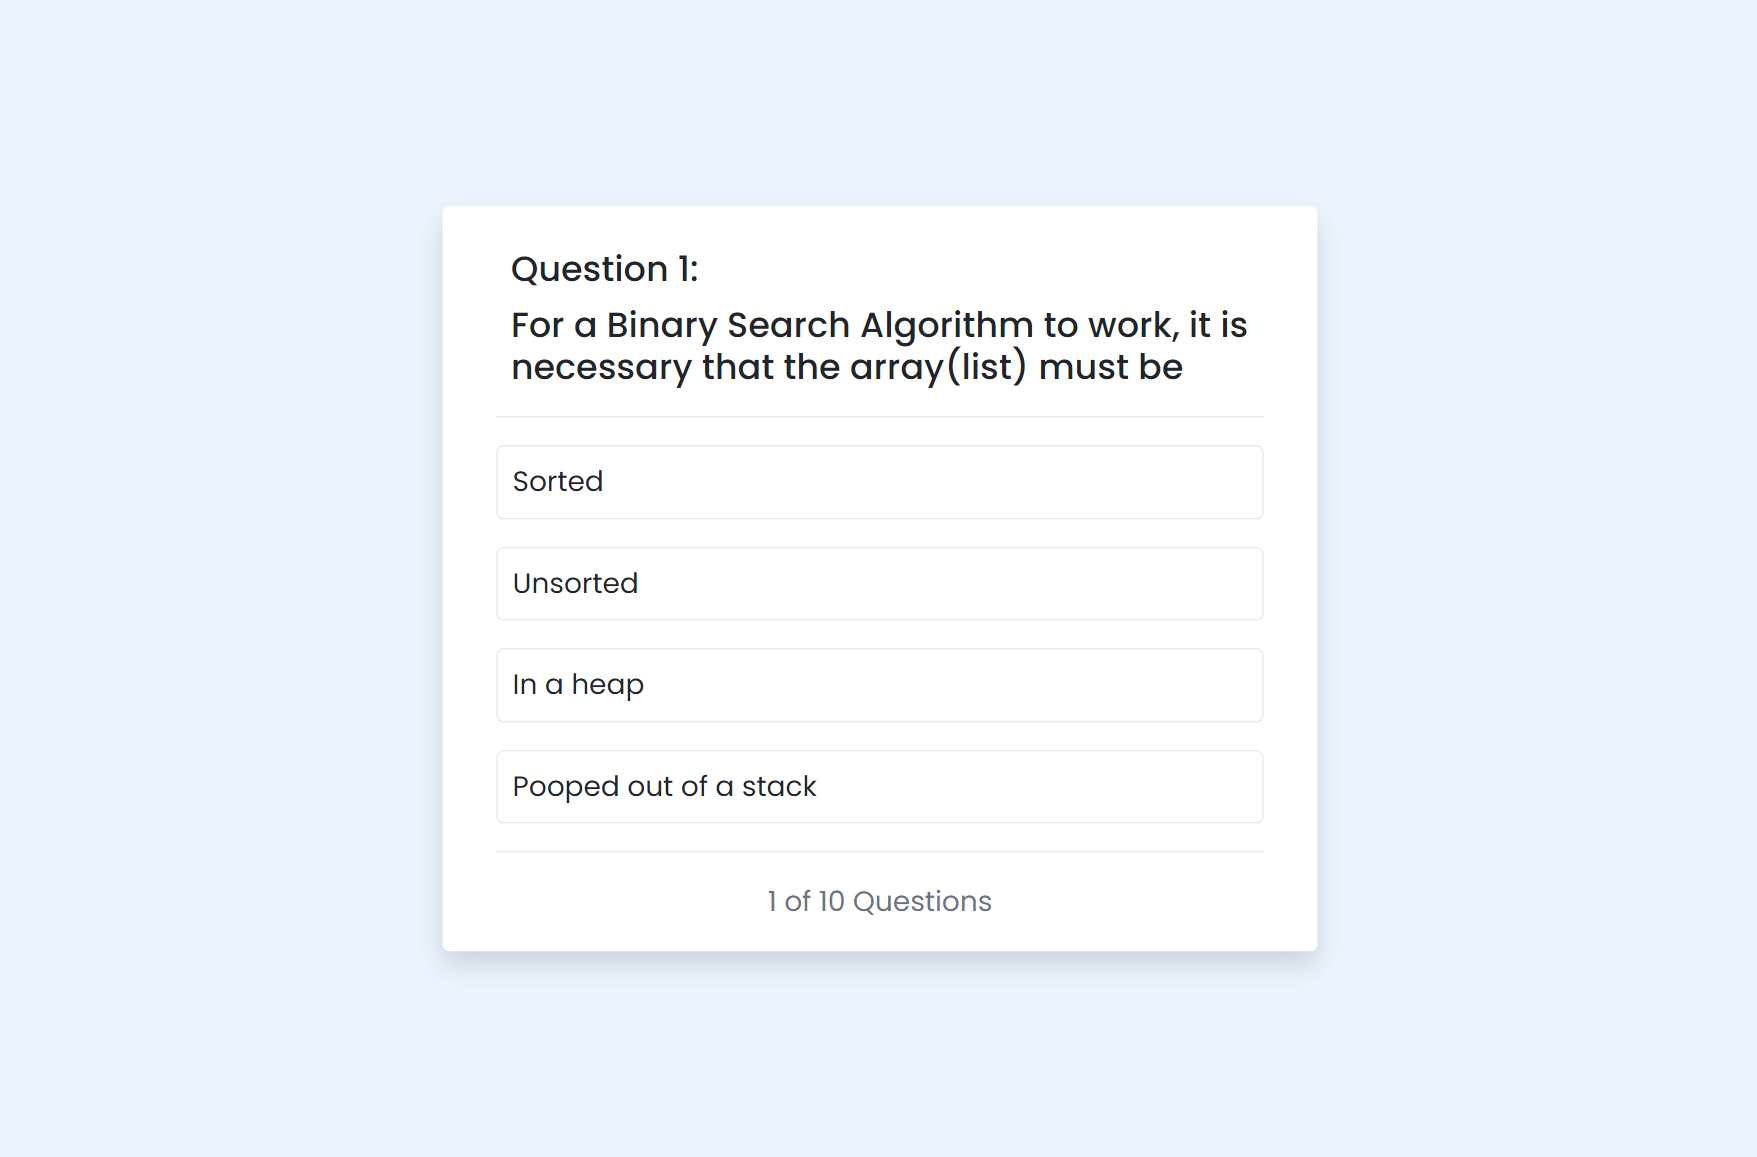 Question 1:
For a Binary Search Algorithm to work, it is
necessary that the array(list) must be
Sorted
Unsorted
In a heap
Pooped out of a stack
1 of 10 Questions